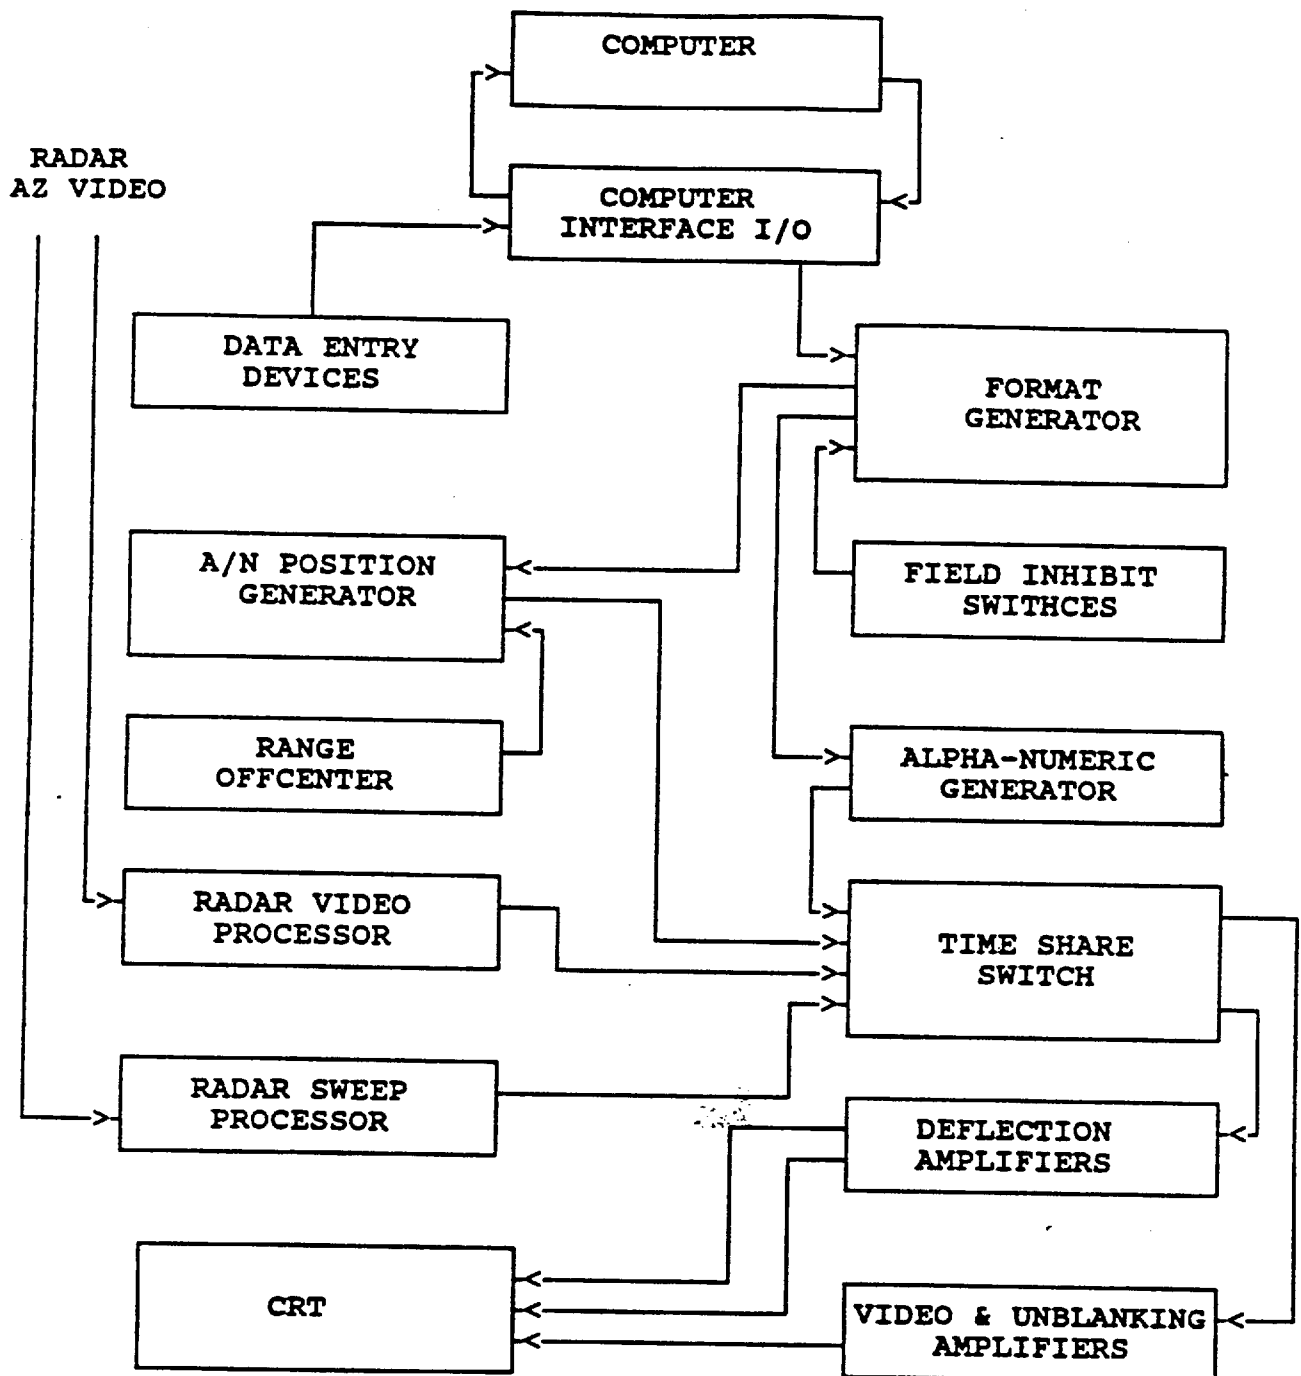 COMPUTER
RADAR
AZ VIDEO
COMPUTER
INTERFACE I/O
DATA ENTRY
DEVICES
FORMAT
GENERATOR
A/N POSITION
GENERATOR
FIELD INHIBIT
SWITHCES
RANGE
OFFCENTER
ALPHA-NUMERIC
GENERATOR
RADAR VIDEO
PROCESSOR
TIME SHARE
SWITCH
RADAR SWEEP
PROCESSOR
DEFLECTION
AMPLIFIERS
CRT
VIDEO & UNBLANKING
AMPLIFIERS